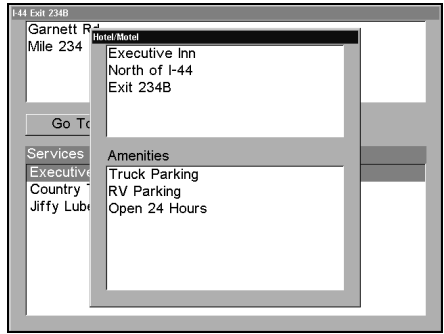 I-44 Exit 234B
Garnett Rd
Mile 234
Go To
Services
Executive
Country
Jiffy Lube
Hotel/Motel
Executive Inn
North of I-44
Exit 234B
Amenities
Truck Parking
RV Parking
Open 24 Hours